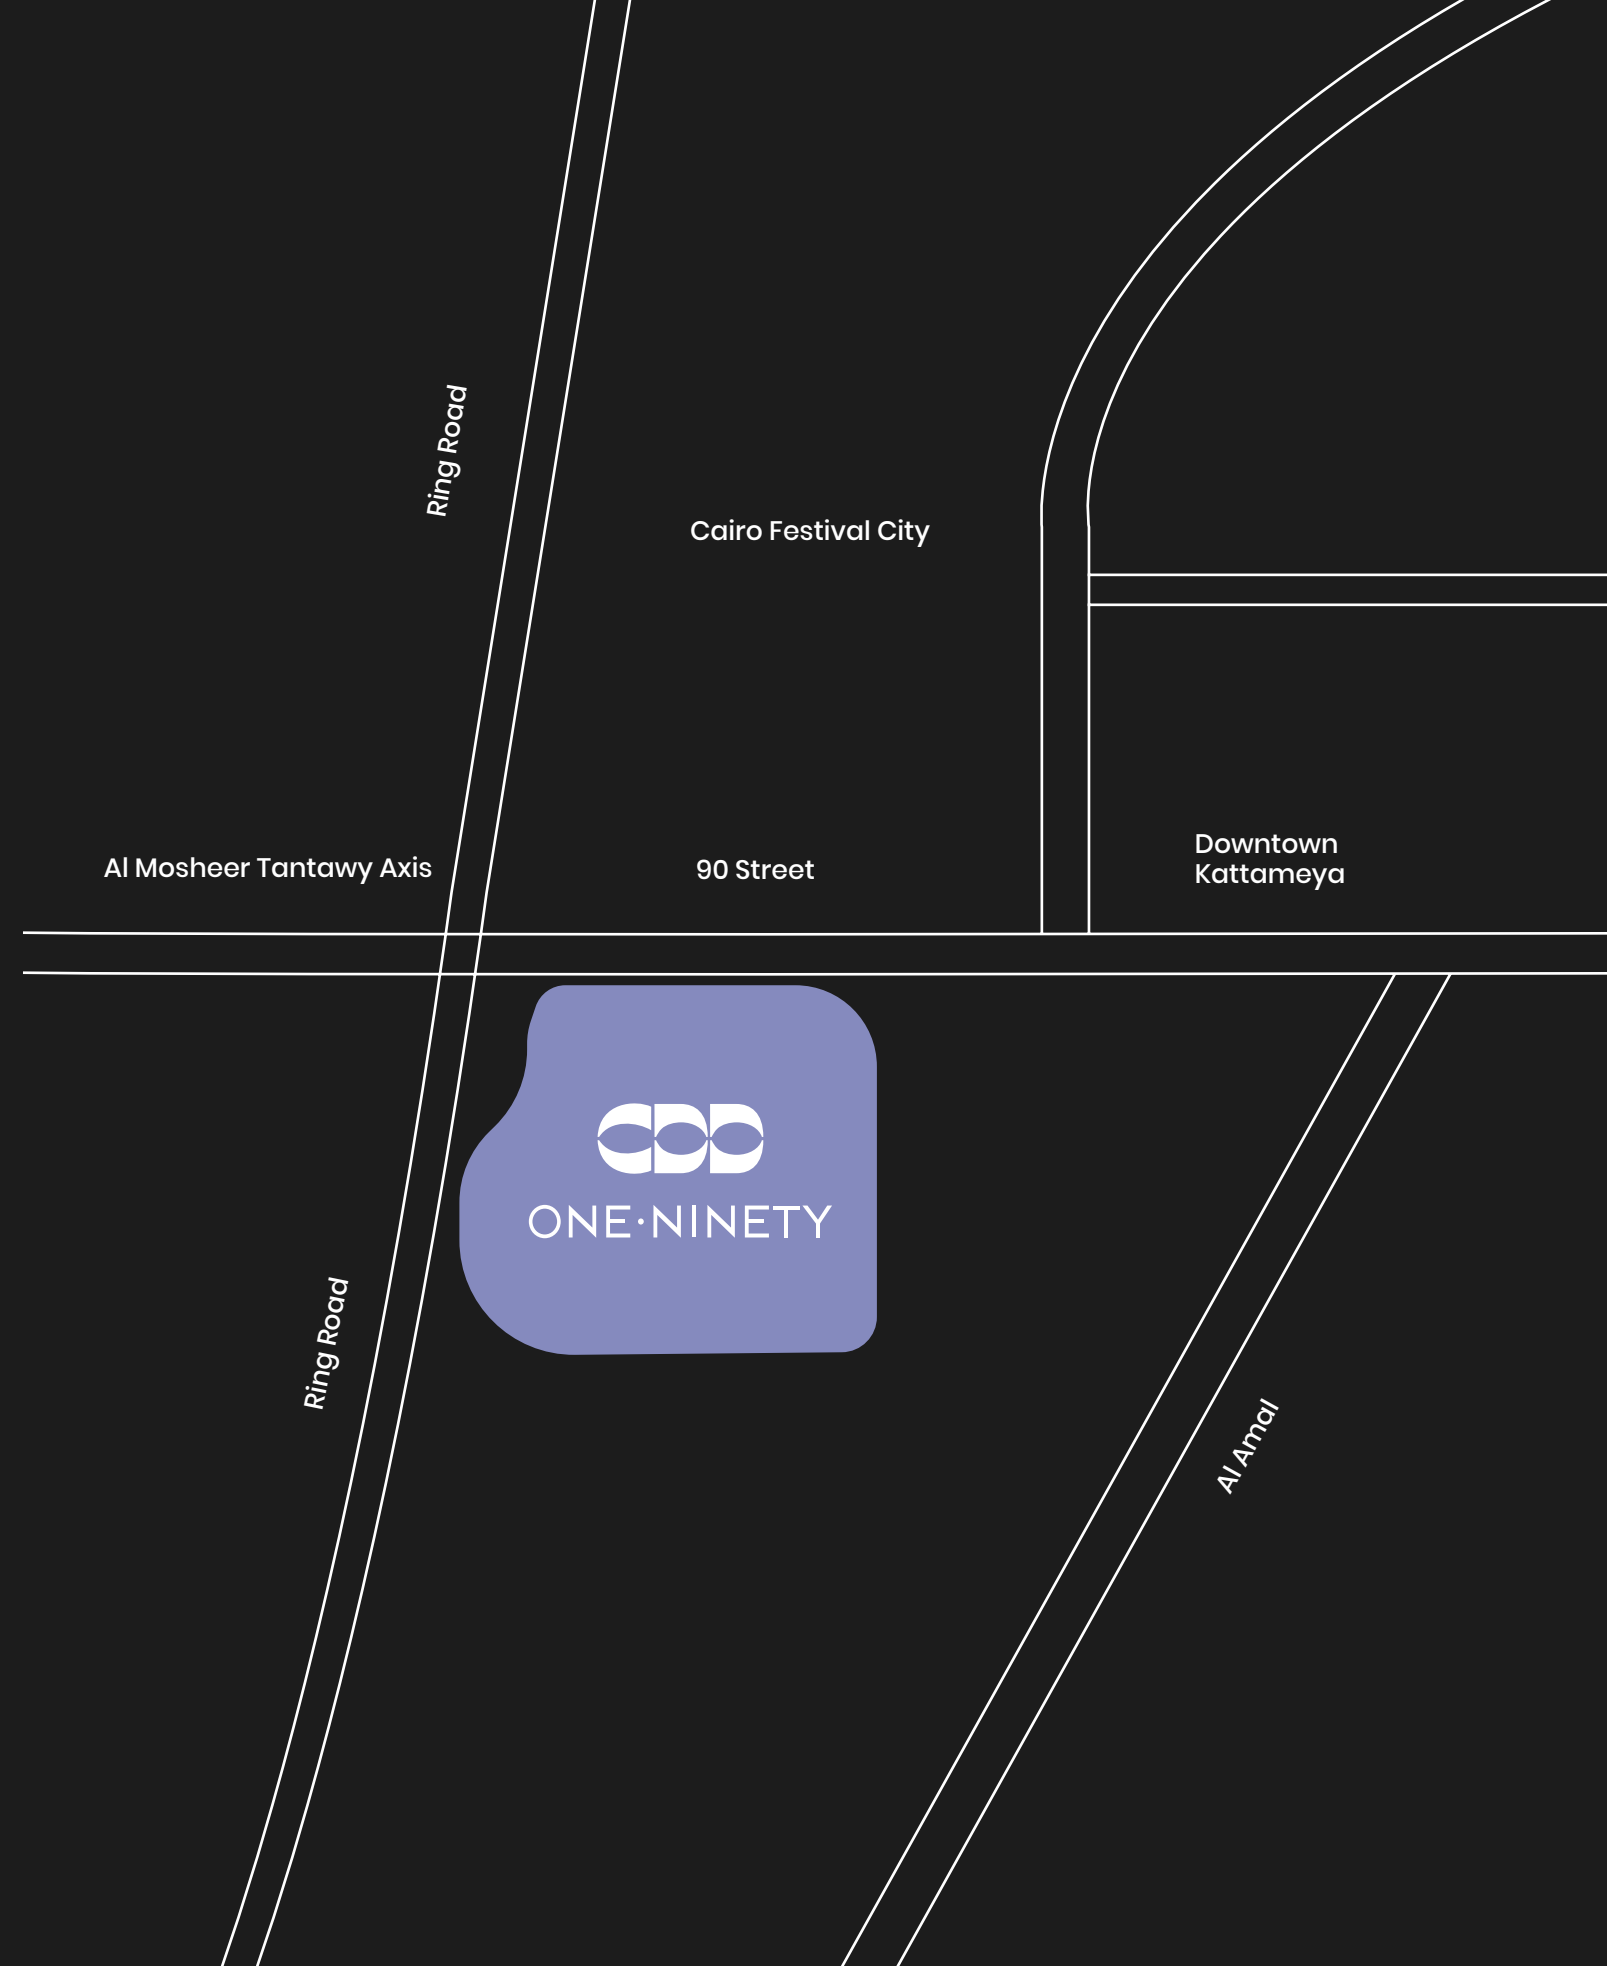 Ring Road
Cairo Festival City
Downtown
Kattameya
Al Mosheer Tantawy Axis
90 Street
ONE·NINETY
Ring Road
Al Amal